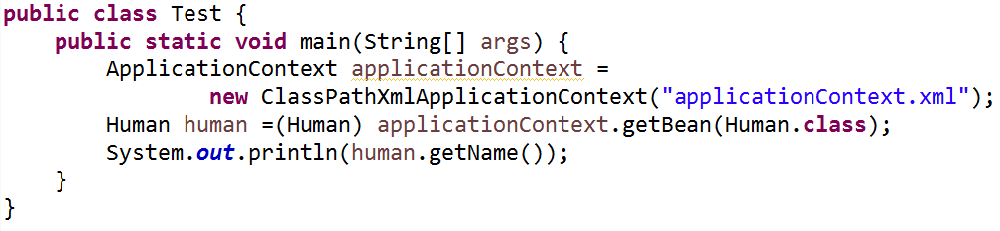 public class Test {
    public static void main(String[] args) {
        ApplicationContext applicationContext =
                new ClassPathXmlApplicationContext("applicationContext.xml");
        Human human =(Human) applicationContext.getBean(Human.class);
        System.out.println(human.getName());
    }
}